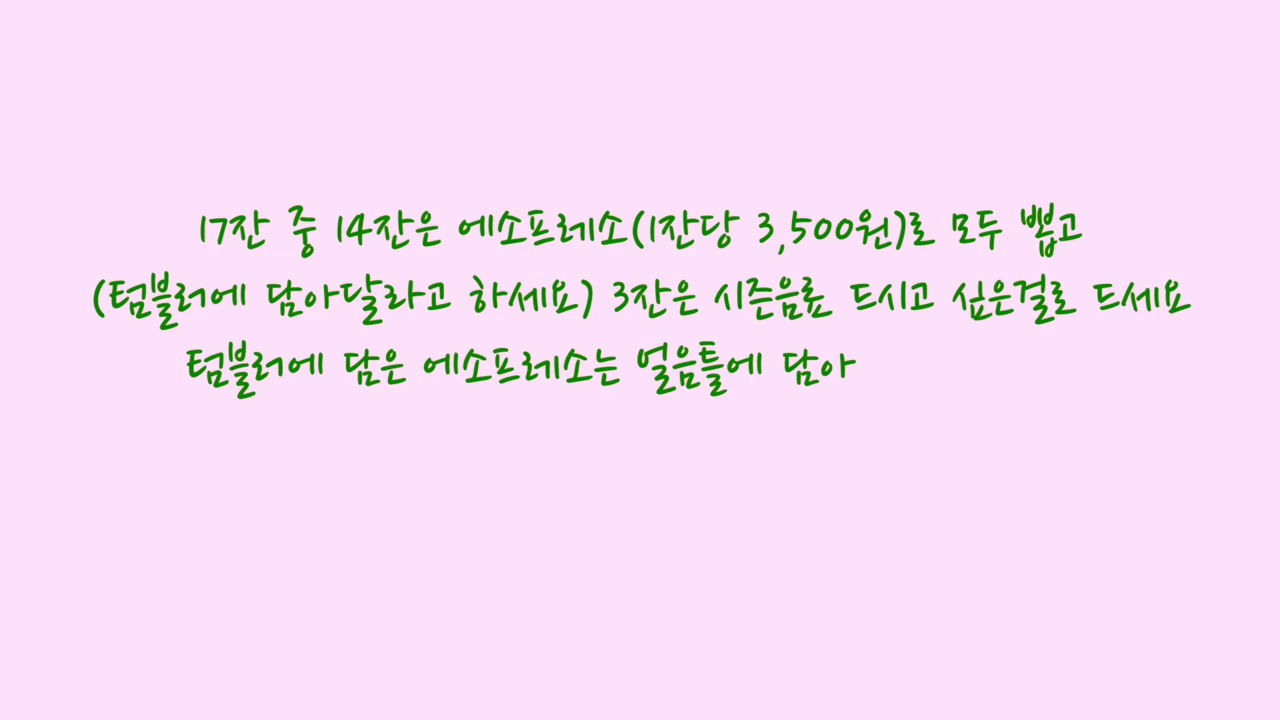 17잔 중 14잔은 에소프레소(1잔당 3,500원)로 모두 뽑고
(텀블러에 담아달라고 하세요) 3잔은 시즌음료 드시고 싶은걸로 드세요
텀블러에 담은 에소프레소는 얼음틀에 담아